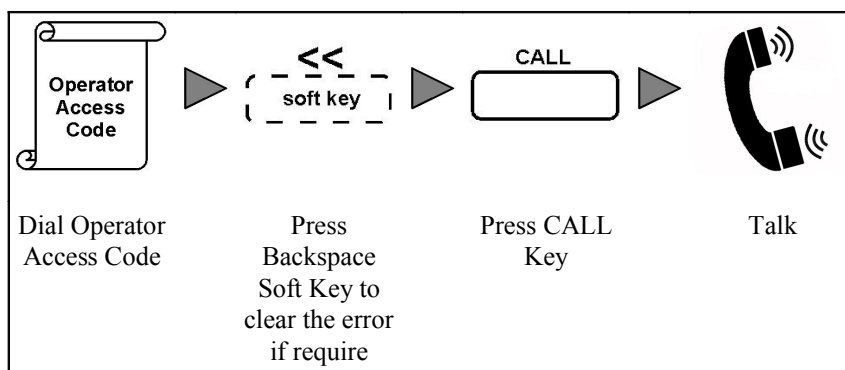 Operator
Access
Code
<<
soft key
CALL
Dial Operator
Access Code
Press
Backspace
Soft Key to
clear the error
if require
Press CALL
Key
Talk